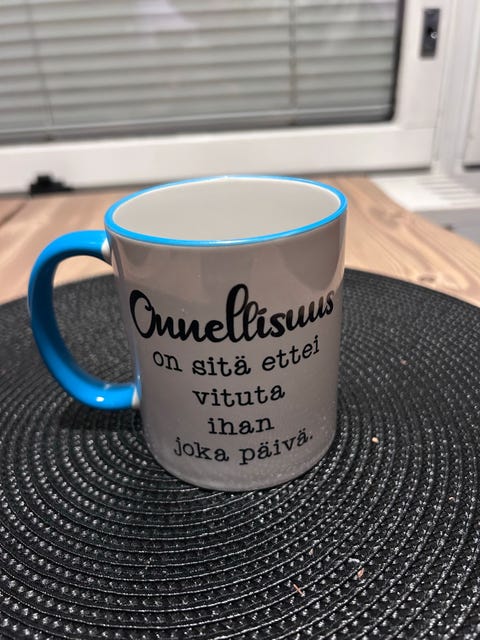 Onnellisuus
on sitä ettei
vituta
ihan
joka päivä.